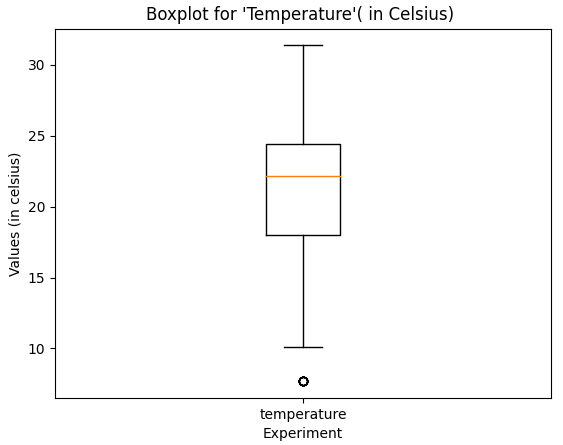 Boxplot for 'Temperature'( in Celsius)
30
25
20
15
10
Values (in celsius)
temperature
Experiment